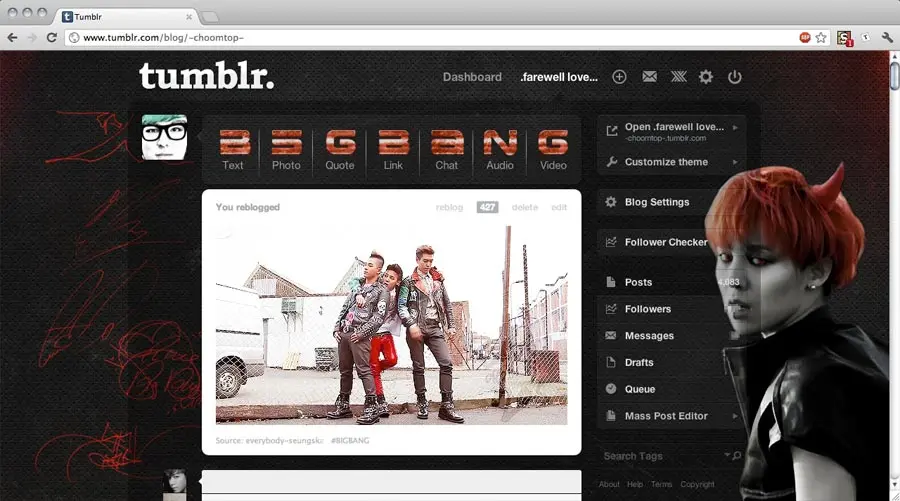 Tumblr
www.tumblr.com/blog/-choomtop-
tumblr.
Dashboard
.farewell love...
BIGBANG
Text
Photo
Quote
Link
Chat
Audio
Video
You reblogged
reblog
427
delete
edit
Source: everybody-seungsk::
#BIGBANG
Open .farewell love...
-choomtop-.tumblr.com
Customize theme
Blog Settings
Follower Checker
Posts
4,083
Followers
Messages
Drafts
Queue
Mass Post Editor
Search Tags
About Help Terms Copyright